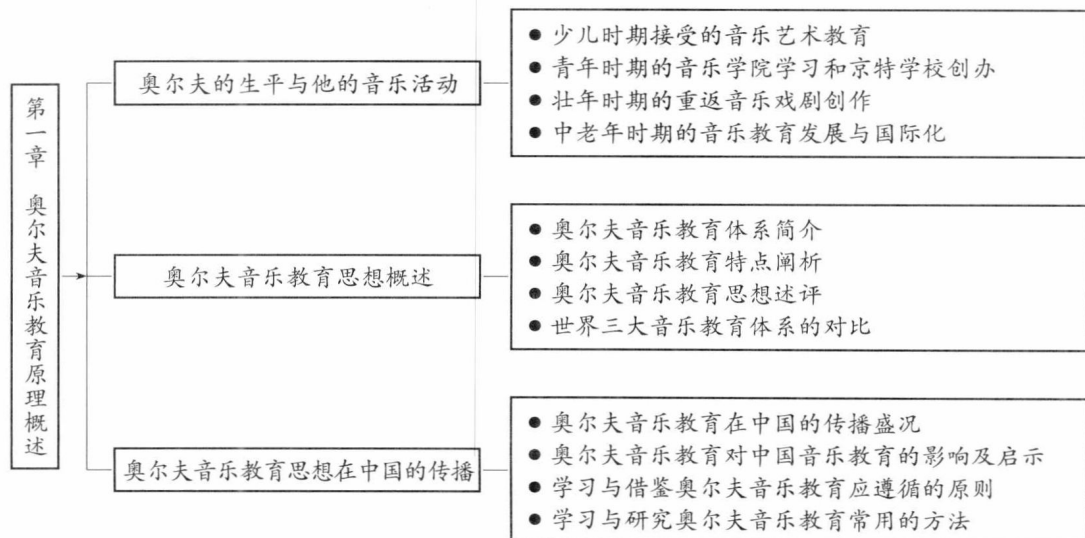 第一章 奥尔夫音乐教育原理概述
奥尔夫的生平与他的音乐活动
● 少儿时期接受的音乐艺术教育
● 青年时期的音乐学院学习和京特学校创办
● 壮年时期的重返音乐戏剧创作
● 中老年时期的音乐教育发展与国际化
奥尔夫音乐教育思想概述
● 奥尔夫音乐教育体系简介
● 奥尔夫音乐教育特点阐析
● 奥尔夫音乐教育思想述评
● 世界三大音乐教育体系的对比
奥尔夫音乐教育思想在中国的传播
● 奥尔夫音乐教育在中国的传播盛况
● 奥尔夫音乐教育对中国音乐教育的影响及启示
● 学习与借鉴奥尔夫音乐教育应遵循的原则
● 学习与研究奥尔夫音乐教育常用的方法